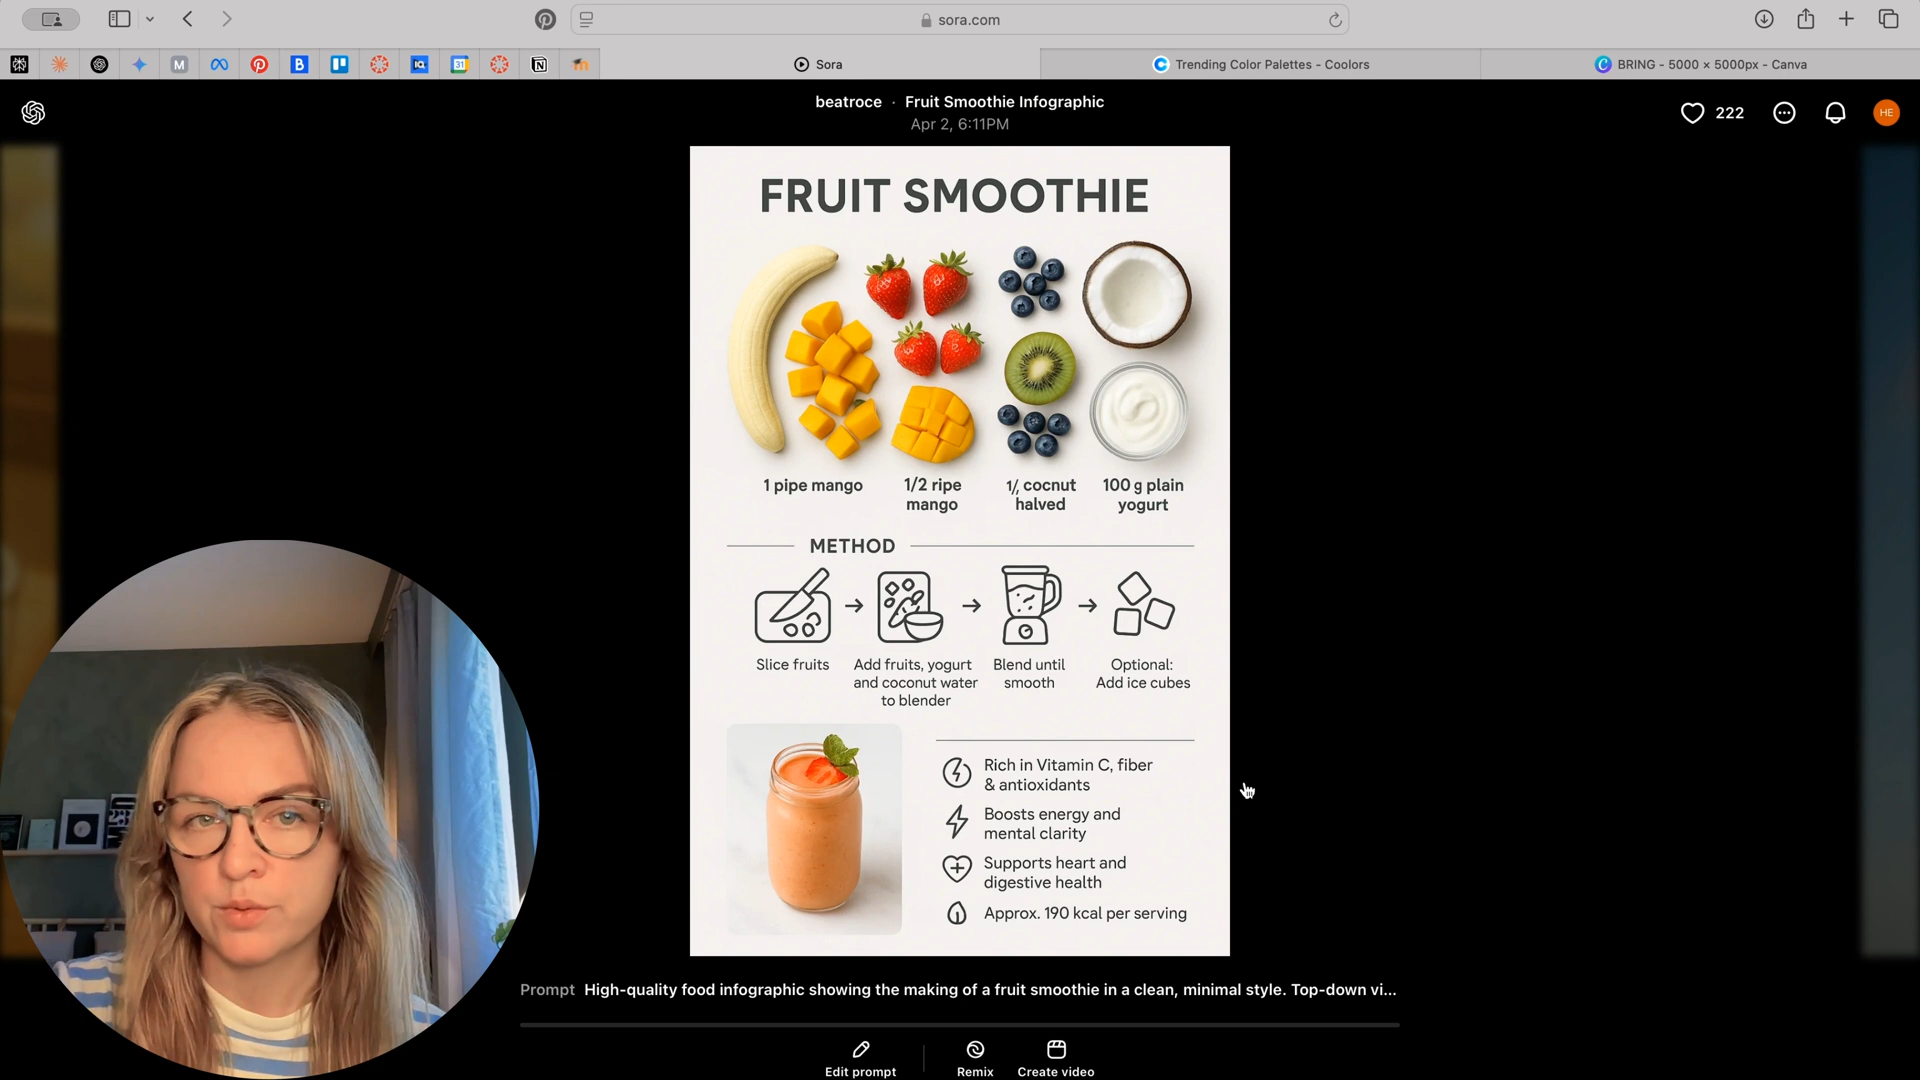 sora.com
Sora
Trending Color Palettes - Coolors
BRING - 5000 × 5000px - Canva
beatroce · Fruit Smoothie Infographic
Apr 2, 6:11PM
222
HE
FRUIT SMOOTHIE
1 pipe mango
1/2 ripe
mango
1/, cocnut
halved
100 g plain
yogurt
METHOD
Slice fruits
Add fruits, yogurt
and coconut water
to blender
Blend until
smooth
Optional:
Add ice cubes
Rich in Vitamin C, fiber
& antioxidants
Boosts energy and
mental clarity
Supports heart and
digestive health
Approx. 190 kcal per serving
Prompt High-quality food infographic showing the making of a fruit smoothie in a clean, minimal style. Top-down vi...
Edit prompt
Remix
Create video